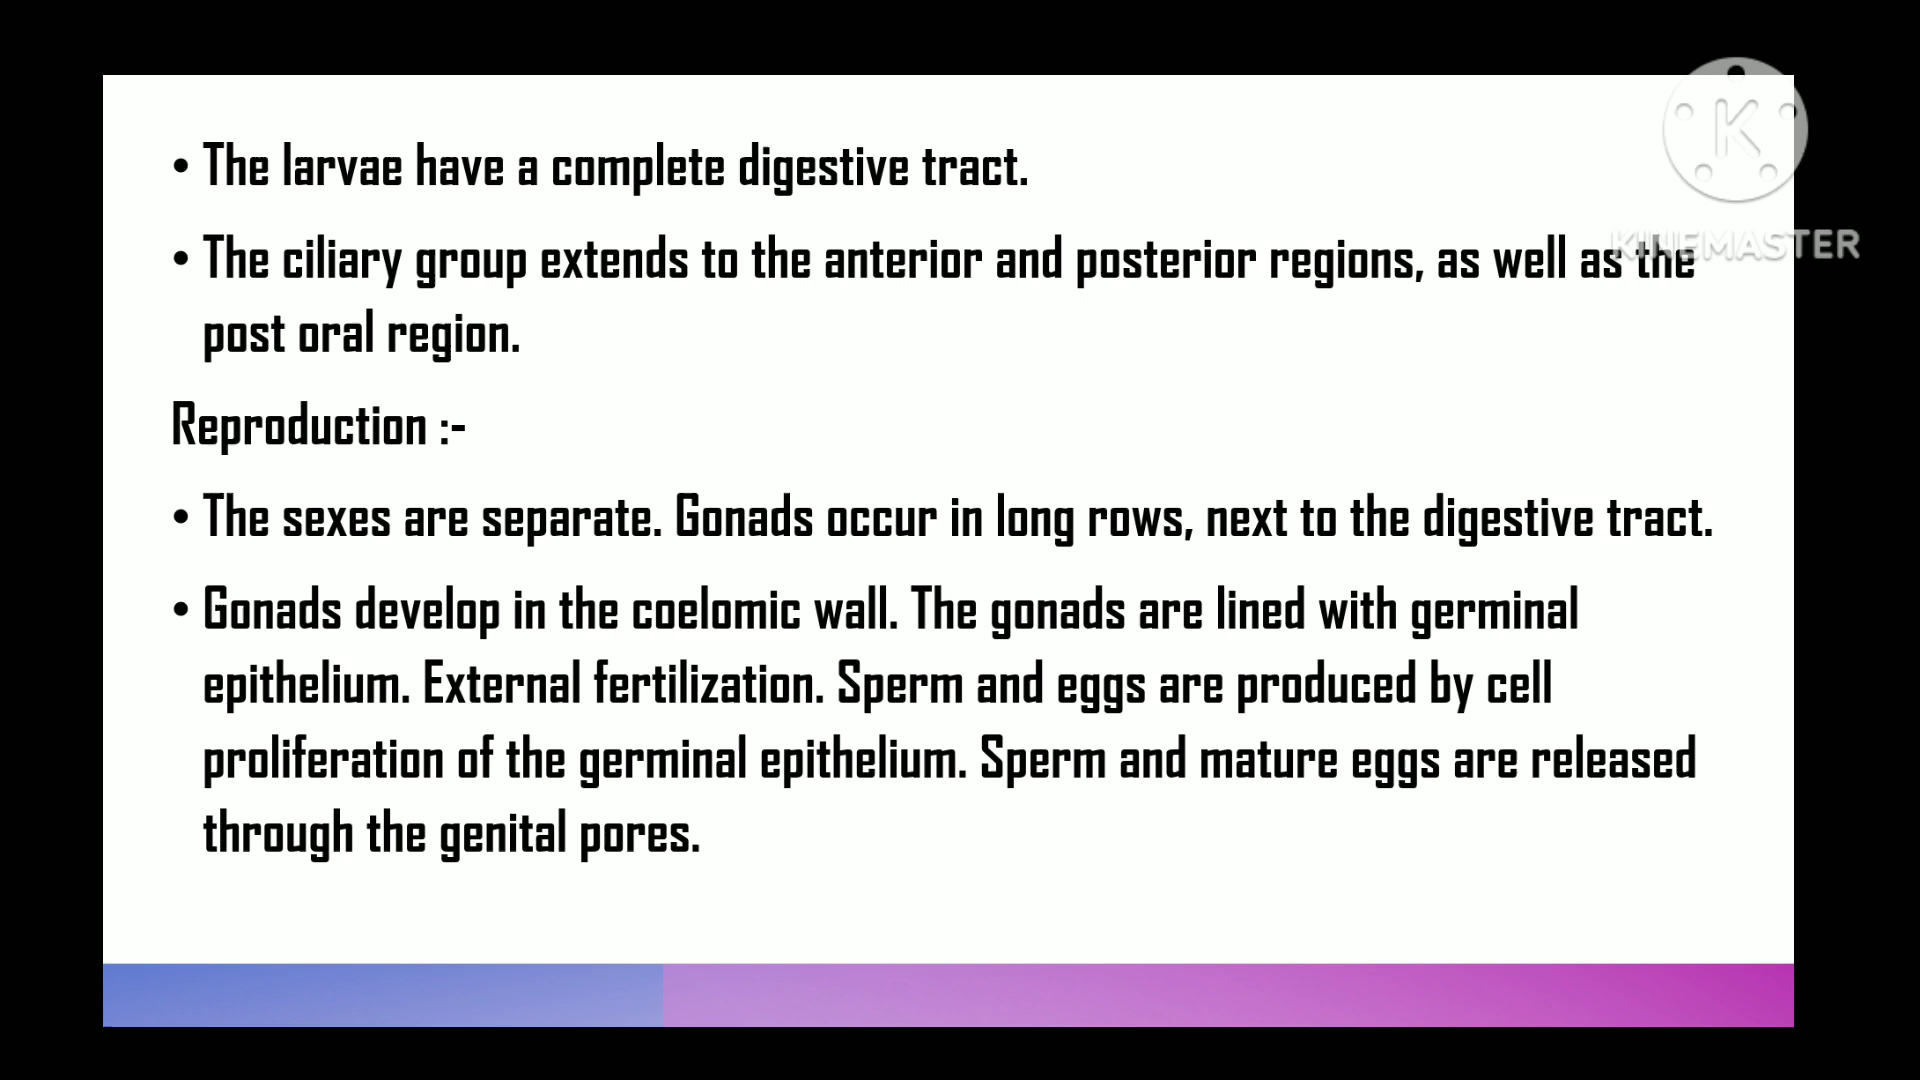 • The larvae have a complete digestive tract.
• The ciliary group extends to the anterior and posterior regions, as well as the
post oral region.
Reproduction :-
• The sexes are separate. Gonads occur in long rows, next to the digestive tract.
• Gonads develop in the coelomic wall. The gonads are lined with germinal
epithelium. External fertilization. Sperm and eggs are produced by cell
proliferation of the germinal epithelium. Sperm and mature eggs are released
through the genital pores.
K
KINEMASTER